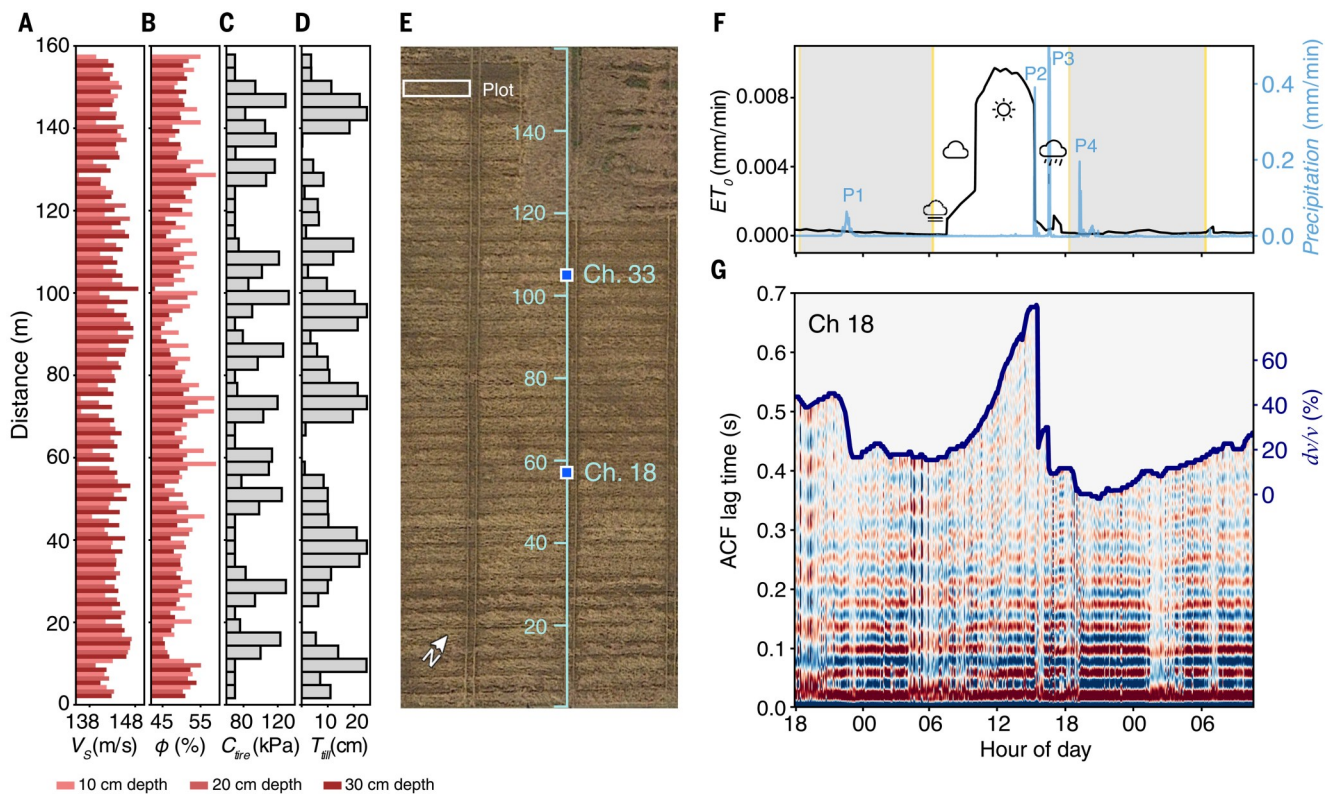 A
B
C
D
E
F
160
140
120
100
80
60
40
20
0
Distance (m)
138 148
45 55
80 120
10 20
V_S (m/s)
ϕ (%)
C_tire (kPa)
T_till (cm)
10 cm depth
20 cm depth
30 cm depth
Plot
140
120
Ch. 33
100
80
60
Ch. 18
40
20
N
0.008
0.004
0.000
ET_0 (mm/min)
P1
P2
P3
P4
0.4
0.2
0.0
Precipitation (mm/min)
G
Ch 18
0.7
0.6
0.5
0.4
0.3
0.2
0.1
0.0
ACF lag time (s)
60
40
20
0
dv/v (%)
18 00 06 12 18 00 06
Hour of day